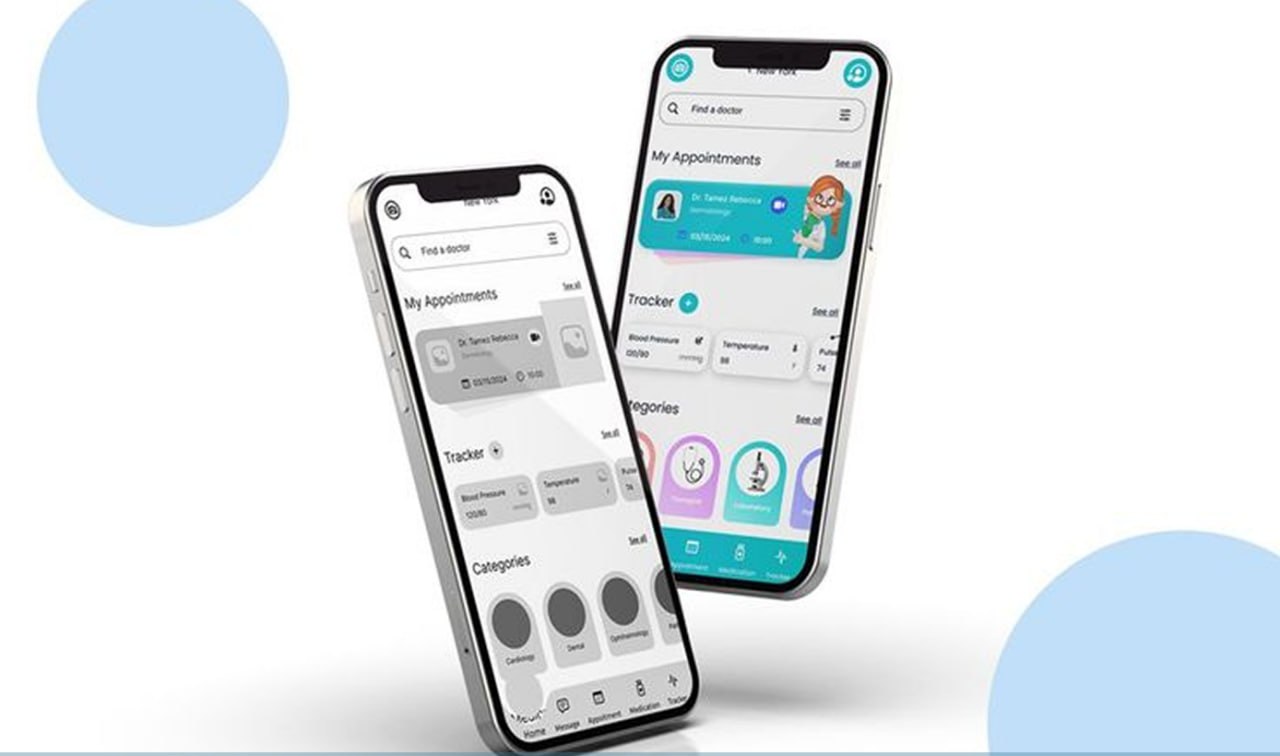 New York
Find a doctor
My Appointments
See all
Dr. Tamez Rebecca
Dermatology
03/15/2024 10:00
Tracker
See all
Blood Pressure
120/80 mmHg
Temperature
98 F
Pulse
74
Categories
See all
Cardiology
Dental
Ophthalmology
Home
Message
Appointment
Medication
Tracker
New York
Find a doctor
My Appointments
See all
Dr. Tamez Rebecca
Dermatology
03/15/2024 10:00
Tracker
See all
Blood Pressure
120/80 mmHg
Temperature
98 F
Pulse
74
tegories
See all
Laboratory
Appointment
Medication
Tracker